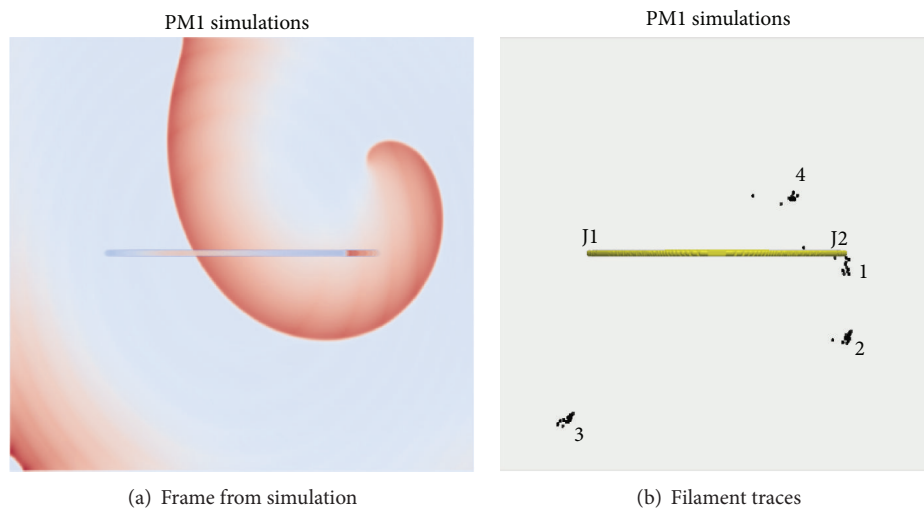 PM1 simulations
PM1 simulations
4
J1
J2
1
2
3
(a) Frame from simulation
(b) Filament traces